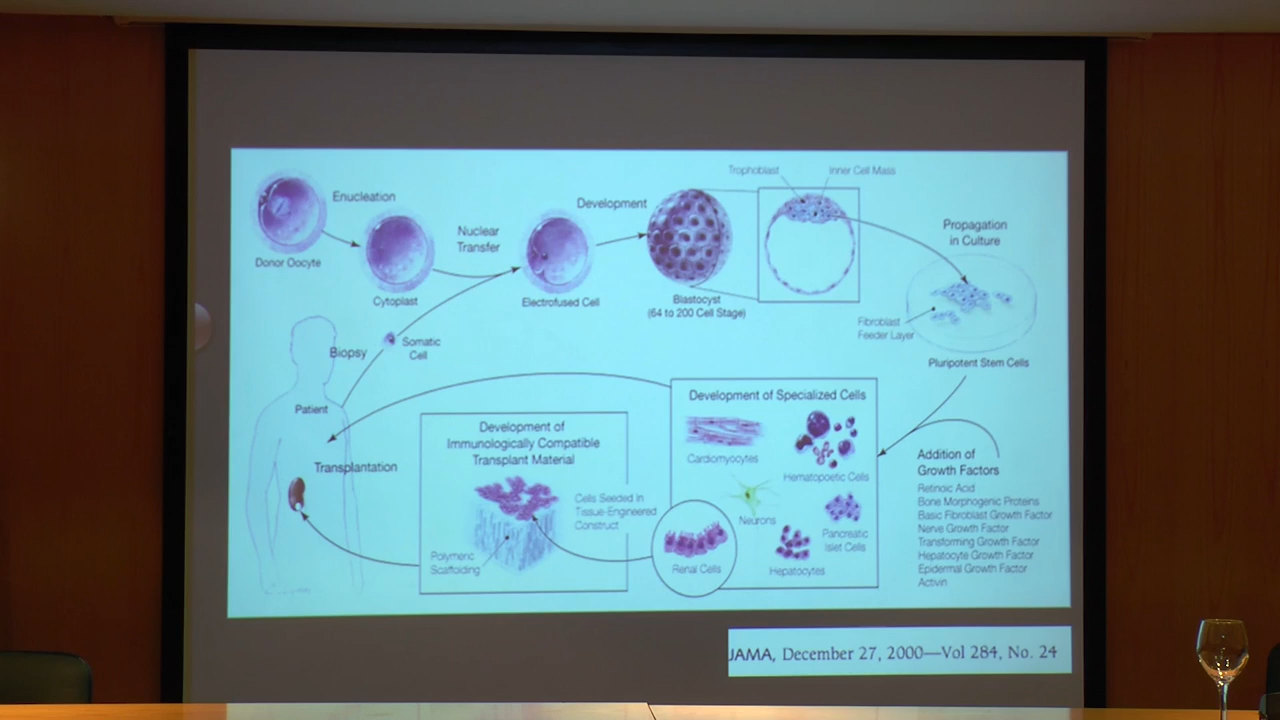 Trophoblast
Inner Cell Mass
Enucleation
Development
Nuclear
Transfer
Propagation
in Culture
Donor Oocyte
Cytoplast
Electrofused Cell
Blastocyst
(64 to 200 Cell Stage)
Fibroblast
Feeder Layer
Pluripotent Stem Cells
Biopsy
Somatic
Cell
Patient
Transplantation
Development of
Immunologically Compatible
Transplant Material
Cells Seeded In
Tissue-Engineered
Construct
Polymeric
Scaffolding
Development of Specialized Cells
Cardiomyocytes
Hematopoetic Cells
Neurons
Pancreatic
Islet Cells
Renal Cells
Hepatocytes
Addition of
Growth Factors
Retinoic Acid
Bone Morphogenic Proteins
Basic Fibroblast Growth Factor
Nerve Growth Factor
Transforming Growth Factor
Hepatocyte Growth Factor
Epidermal Growth Factor
Activin
JAMA, December 27, 2000—Vol 284, No. 24